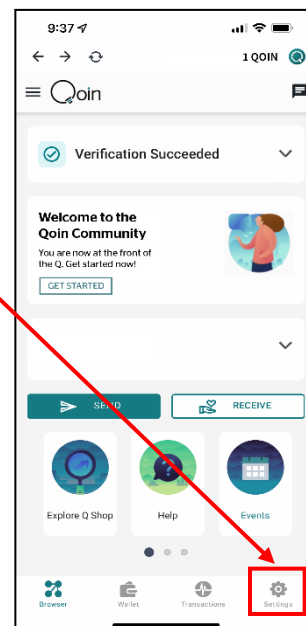 9:37
1 QOIN
Qoin
Verification Succeeded
Welcome to the
Qoin Community
You are now at the front of
the Q. Get started now!
GET STARTED
SEND
RECEIVE
Explore Q Shop
Help
Events
Browser
Wallet
Transactions
Settings